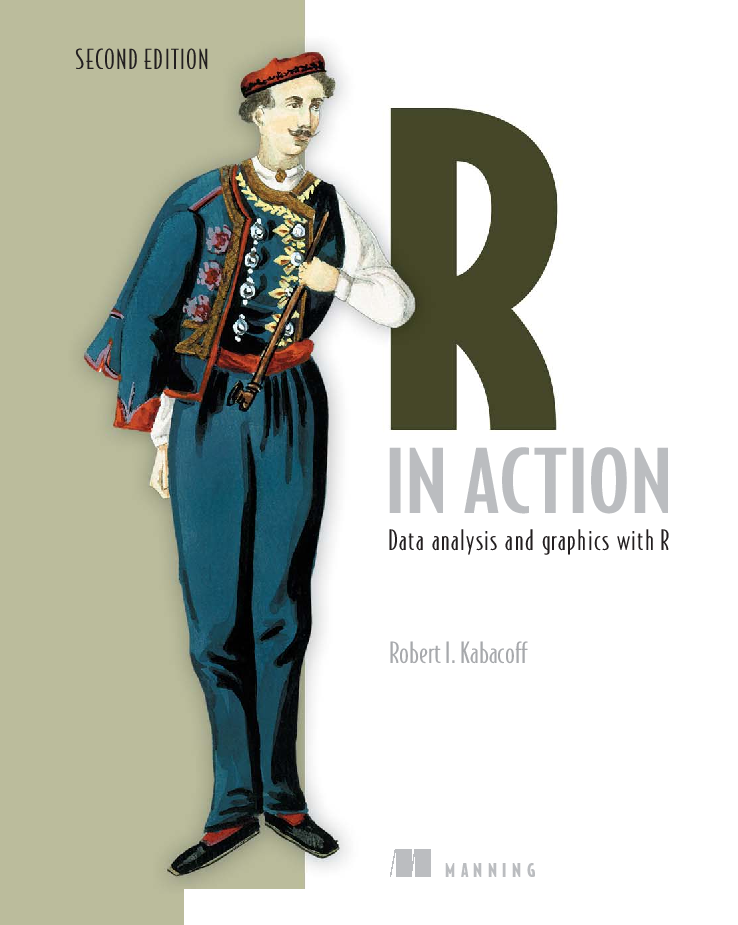 SECOND EDITION
R
IN ACTION
Data analysis and graphics with R
Robert I. Kabacoff
MANNING